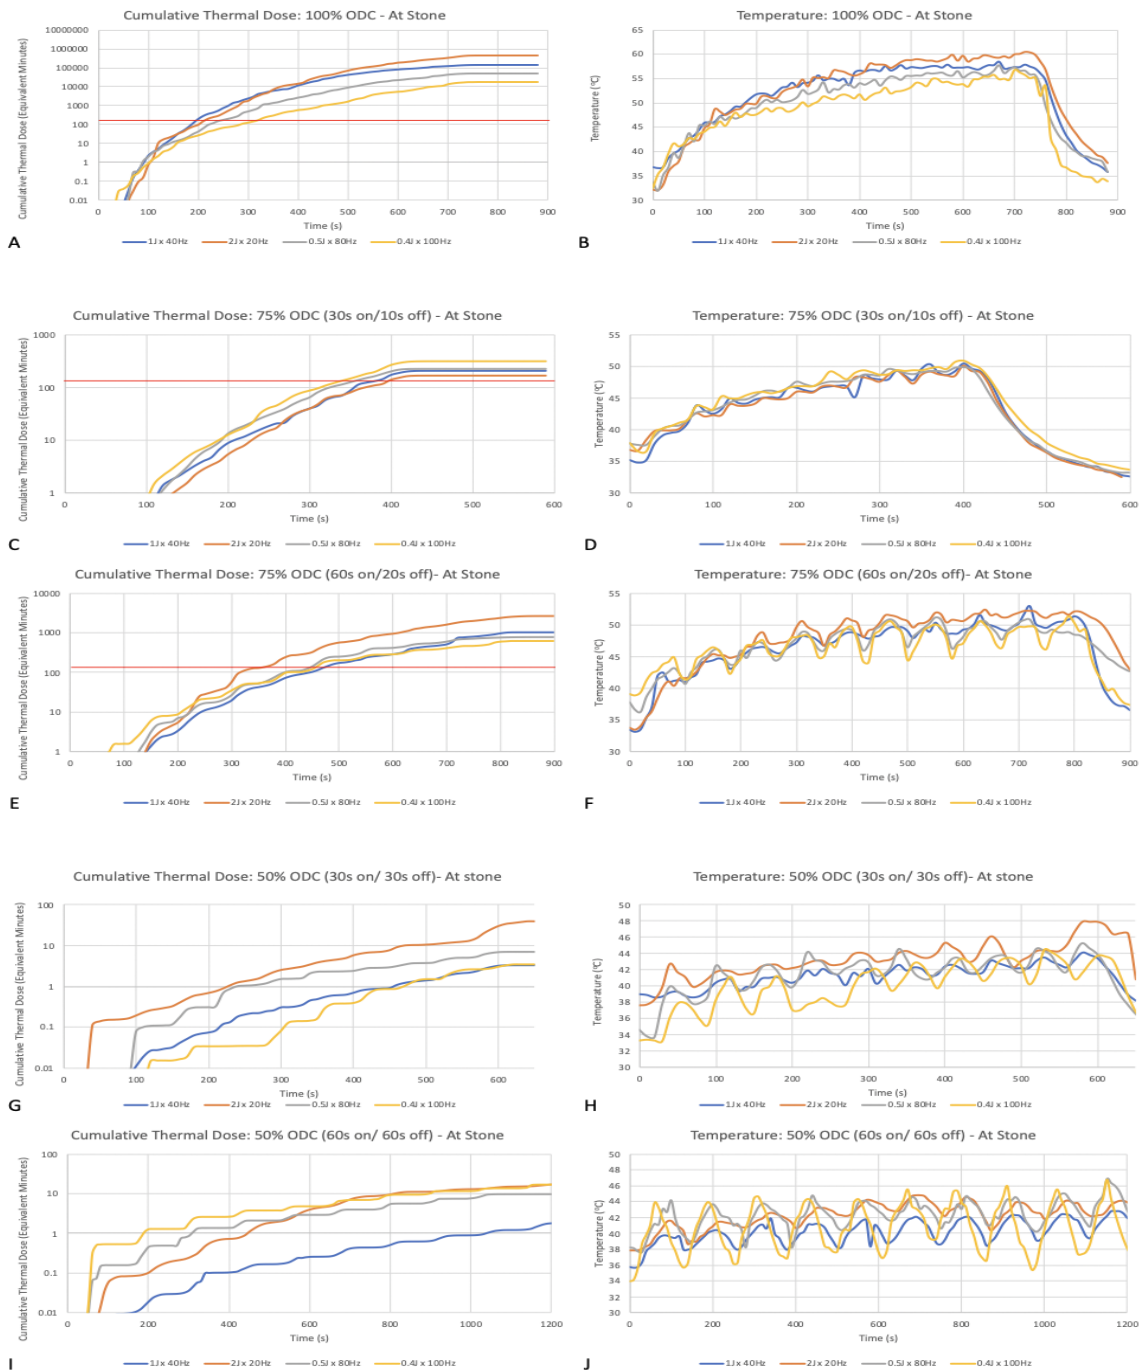 Cumulative Thermal Dose: 100% ODC - At Stone
Cumulative Thermal Dose (Equivalent Minutes)
10000000
1000000
100000
10000
1000
100
10
1
0.1
0.01
0 100 200 300 400 500 600 700 800 900
Time (s)
A
1J x 40Hz 2J x 20Hz 0.5J x 80Hz 0.4J x 100Hz
Temperature: 100% ODC - At Stone
Temperature (°C)
65
60
55
50
45
40
35
30
0 100 200 300 400 500 600 700 800 900
Time (s)
B
1J x 40Hz 2J x 20Hz 0.5J x 80Hz 0.4J x 100Hz
Cumulative Thermal Dose: 75% ODC (30s on/10s off) - At Stone
Cumulative Thermal Dose (Equivalent Minutes)
1000
100
10
1
0 100 200 300 400 500 600
Time (s)
C
1J x 40Hz 2J x 20Hz 0.5J x 80Hz 0.4J x 100Hz
Temperature: 75% ODC (30s on/10s off) - At Stone
Temperature (°C)
55
50
45
40
35
30
0 100 200 300 400 500 600
Time (s)
D
1J x 40Hz 2J x 20Hz 0.5J x 80Hz 0.4J x 100Hz
Cumulative Thermal Dose: 75% ODC (60s on/20s off)- At Stone
Cumulative Thermal Dose (Equivalent Minutes)
10000
1000
100
10
1
0 100 200 300 400 500 600 700 800 900
Time (s)
E
1J x 40Hz 2J x 20Hz 0.5J x 80Hz 0.4J x 100Hz
Temperature: 75% ODC (60s on/20s off)- At Stone
Temperature (°C)
55
50
45
40
35
30
0 100 200 300 400 500 600 700 800 900
Time (s)
F
1J x 40Hz 2J x 20Hz 0.5J x 80Hz 0.4J x 100Hz
Cumulative Thermal Dose: 50% ODC (30s on/ 30s off)- At stone
Cumulative Thermal Dose (Equivalent Minutes)
100
10
1
0.1
0.01
0 100 200 300 400 500 600
Time (s)
G
1J x 40Hz 2J x 20Hz 0.5J x 80Hz 0.4J x 100Hz
Temperature: 50% ODC (30s on/ 30s off)- At stone
Temperature (°C)
50
48
46
44
42
40
38
36
34
32
30
0 100 200 300 400 500 600
Time (s)
H
1J x 40Hz 2J x 20Hz 0.5J x 80Hz 0.4J x 100Hz
Cumulative Thermal Dose: 50% ODC (60s on/ 60s off) - At Stone
Cumulative Thermal Dose (Equivalent Minutes)
100
10
1
0.1
0.01
0 200 400 600 800 1000 1200
Time (s)
I
1J x 40Hz 2J x 20Hz 0.5J x 80Hz 0.4J x 100Hz
Temperature: 50% ODC (60s on/ 60s off) - At Stone
Temperature (°C)
50
48
46
44
42
40
38
36
34
32
30
0 200 400 600 800 1000 1200
Time (s)
J
1J x 40Hz 2J x 20Hz 0.5J x 80Hz 0.4J x 100Hz